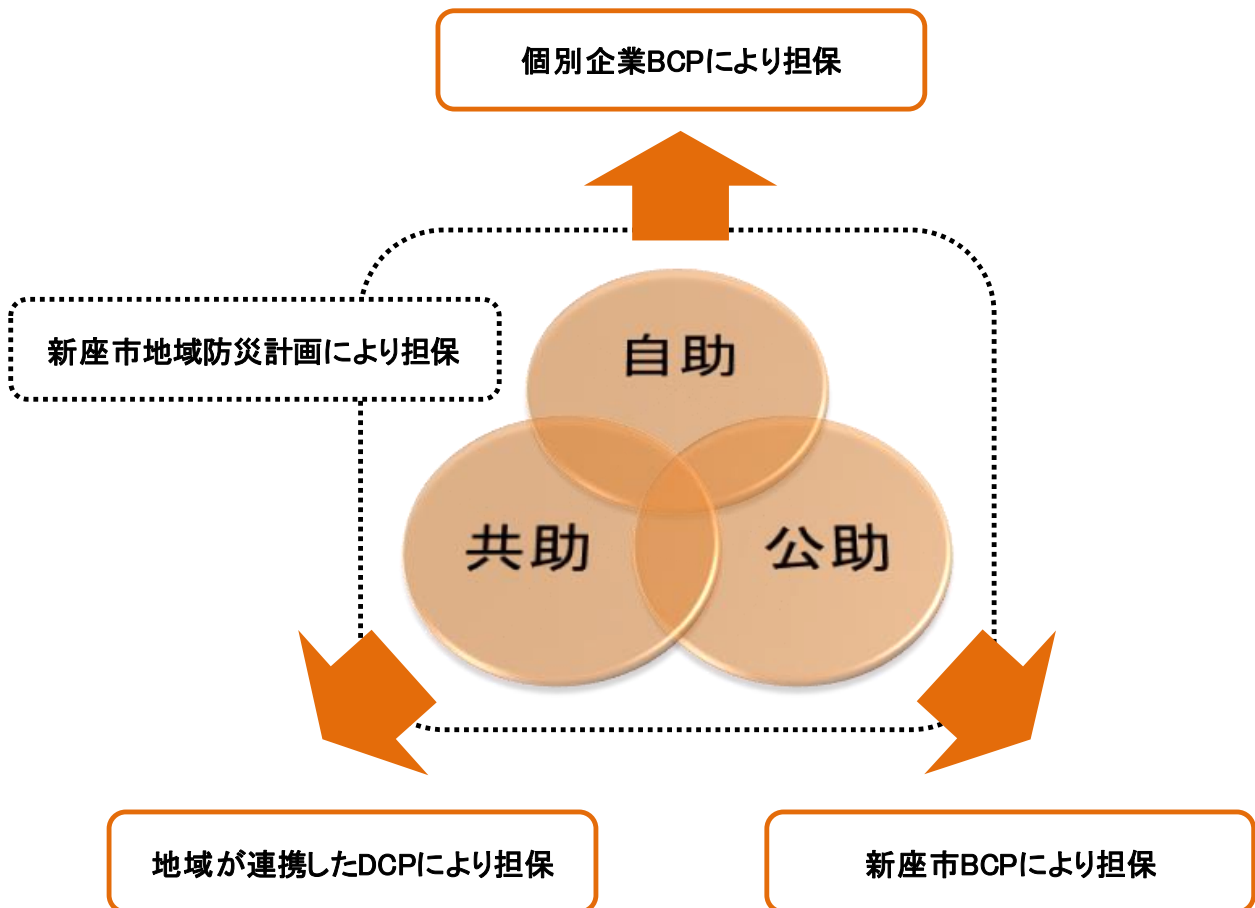 個別企業BCPにより担保
新座市地域防災計画により担保
自助
共助
公助
地域が連携したDCPにより担保
新座市BCPにより担保